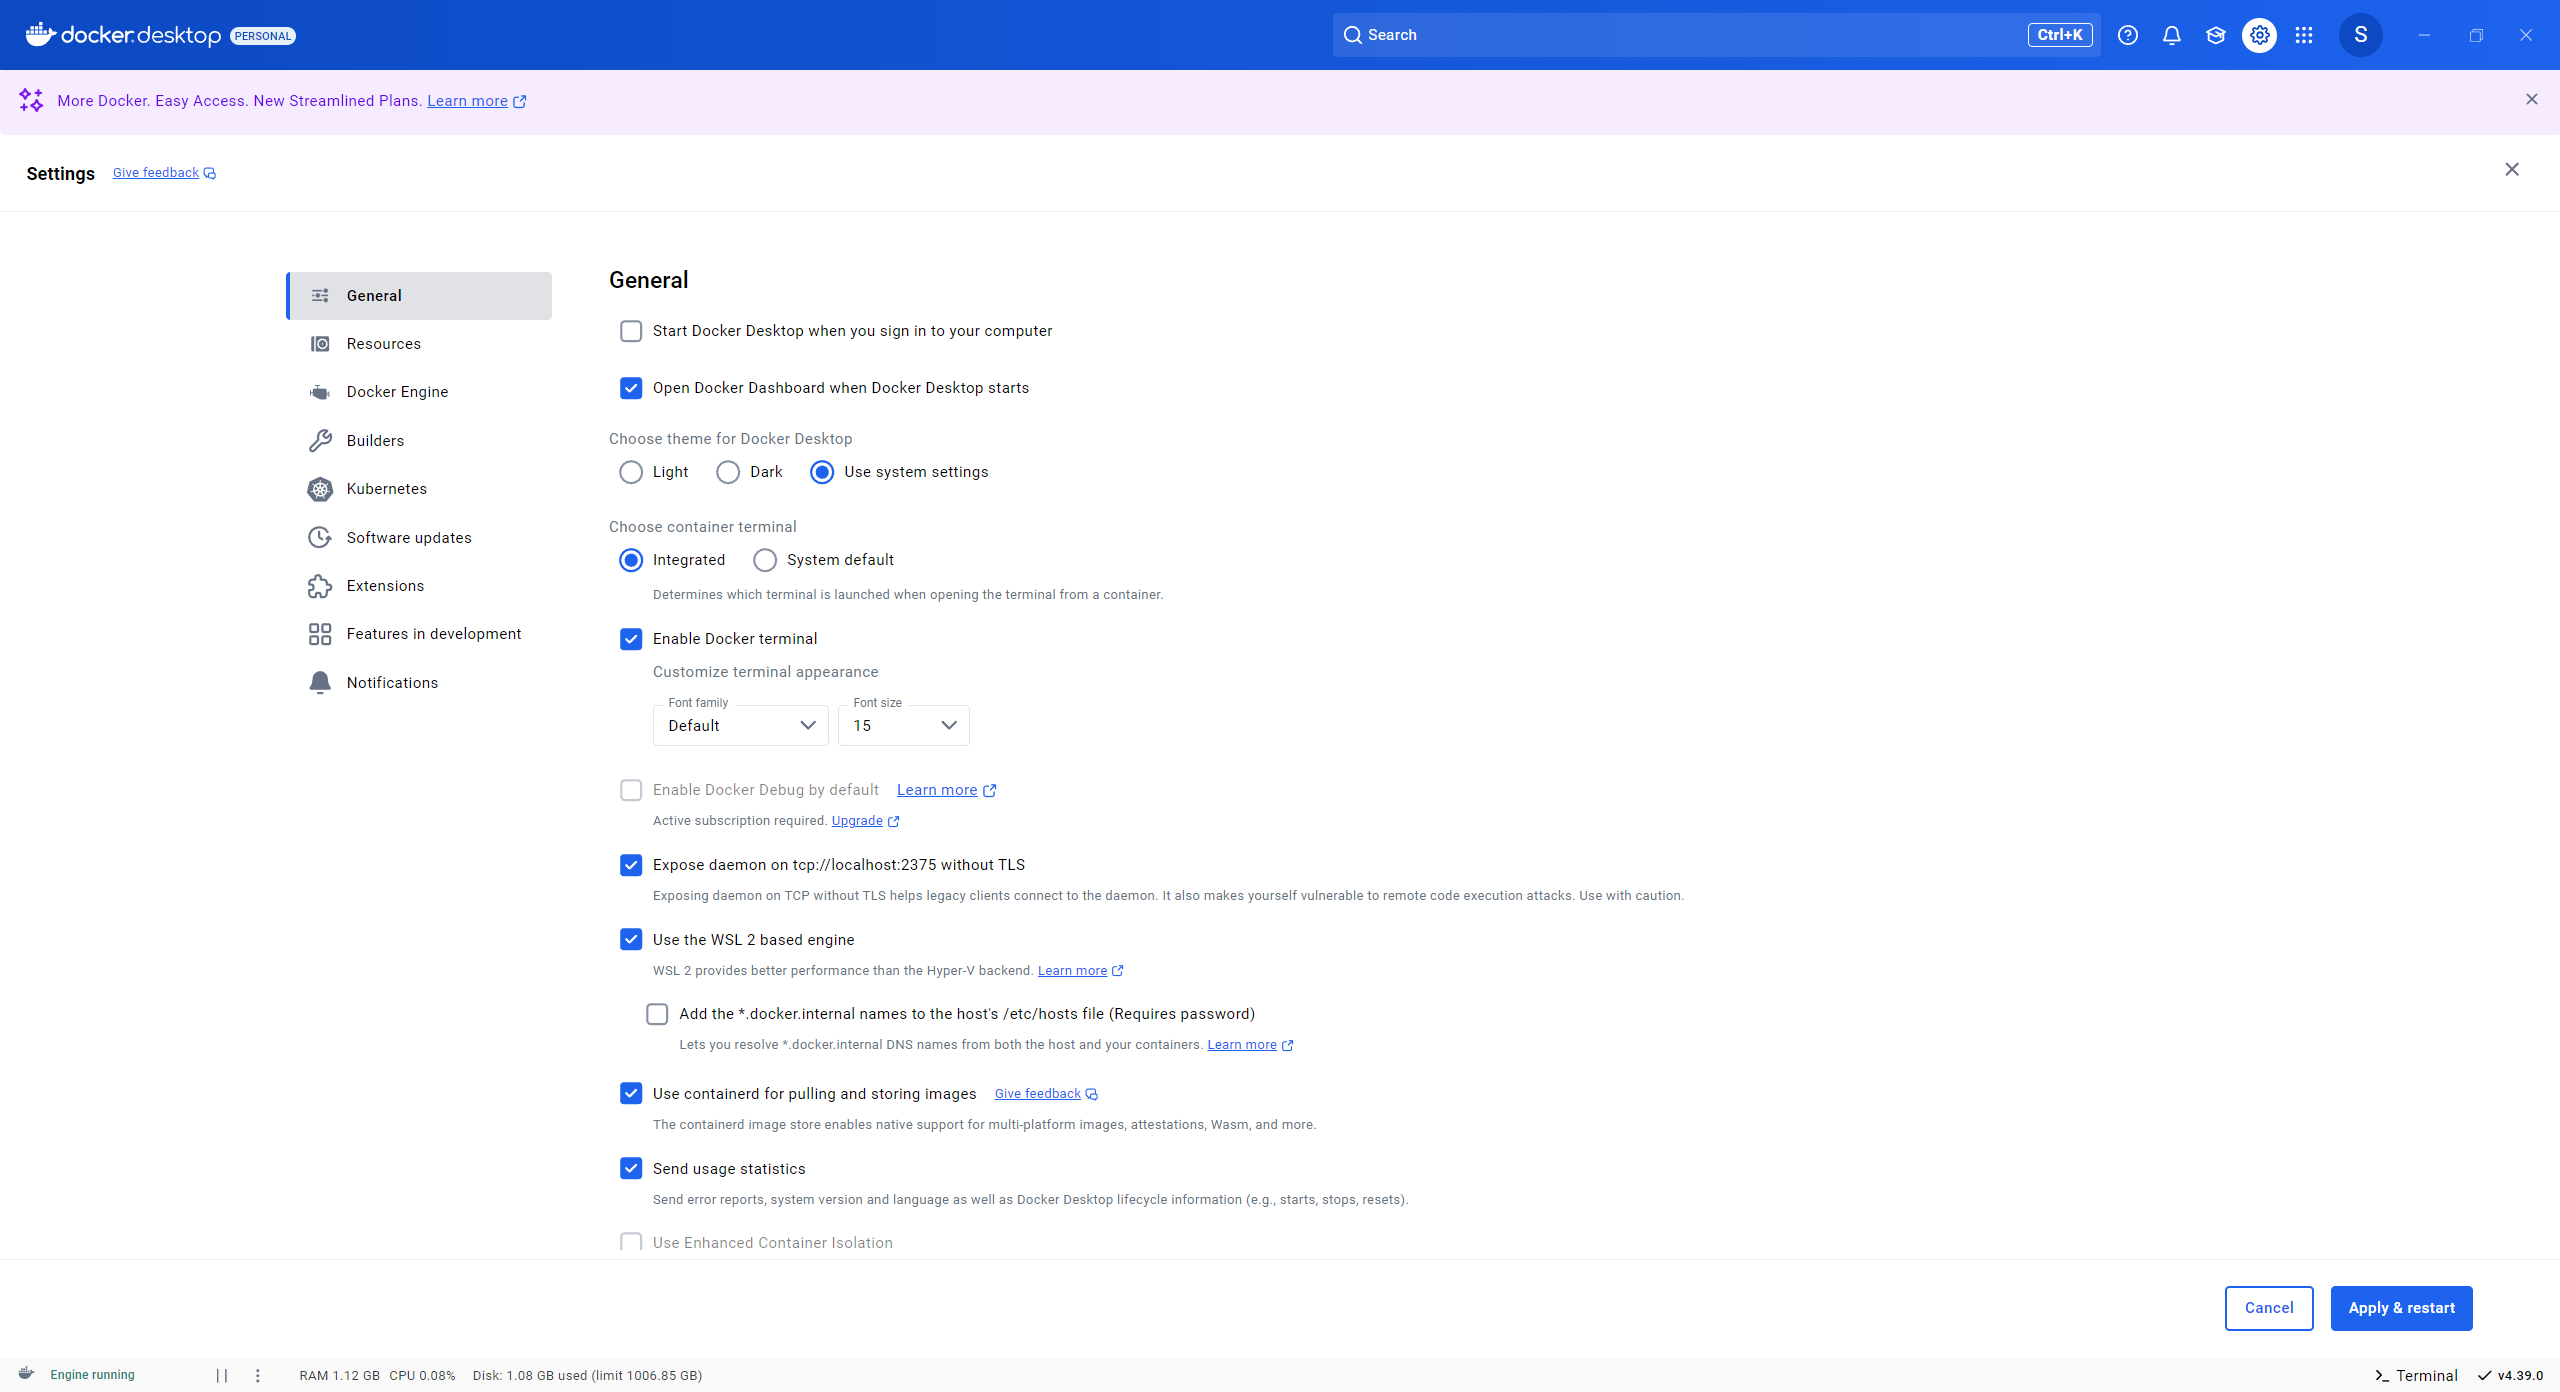 docker.desktop PERSONAL Search Ctrl+K S
More Docker. Easy Access. New Streamlined Plans. Learn more
Settings Give feedback
General
Resources
Docker Engine
Builders
Kubernetes
Software updates
Extensions
Features in development
Notifications
General
Start Docker Desktop when you sign in to your computer
Open Docker Dashboard when Docker Desktop starts
Choose theme for Docker Desktop
Light Dark Use system settings
Choose container terminal
Integrated System default
Determines which terminal is launched when opening the terminal from a container.
Enable Docker terminal
Customize terminal appearance
Font family Font size
Default 15
Enable Docker Debug by default Learn more
Active subscription required. Upgrade
Expose daemon on tcp://localhost:2375 without TLS
Exposing daemon on TCP without TLS helps legacy clients connect to the daemon. It also makes yourself vulnerable to remote code execution attacks. Use with caution.
Use the WSL 2 based engine
WSL 2 provides better performance than the Hyper-V backend. Learn more
Add the *.docker.internal names to the host's /etc/hosts file (Requires password)
Lets you resolve *.docker.internal DNS names from both the host and your containers. Learn more
Use containerd for pulling and storing images Give feedback
The containerd image store enables native support for multi-platform images, attestations, Wasm, and more.
Send usage statistics
Send error reports, system version and language as well as Docker Desktop lifecycle information (e.g., starts, stops, resets).
Use Enhanced Container Isolation
Cancel Apply & restart
Engine running RAM 1.12 GB CPU 0.08% Disk: 1.08 GB used (limit 1006.85 GB) Terminal v4.39.0